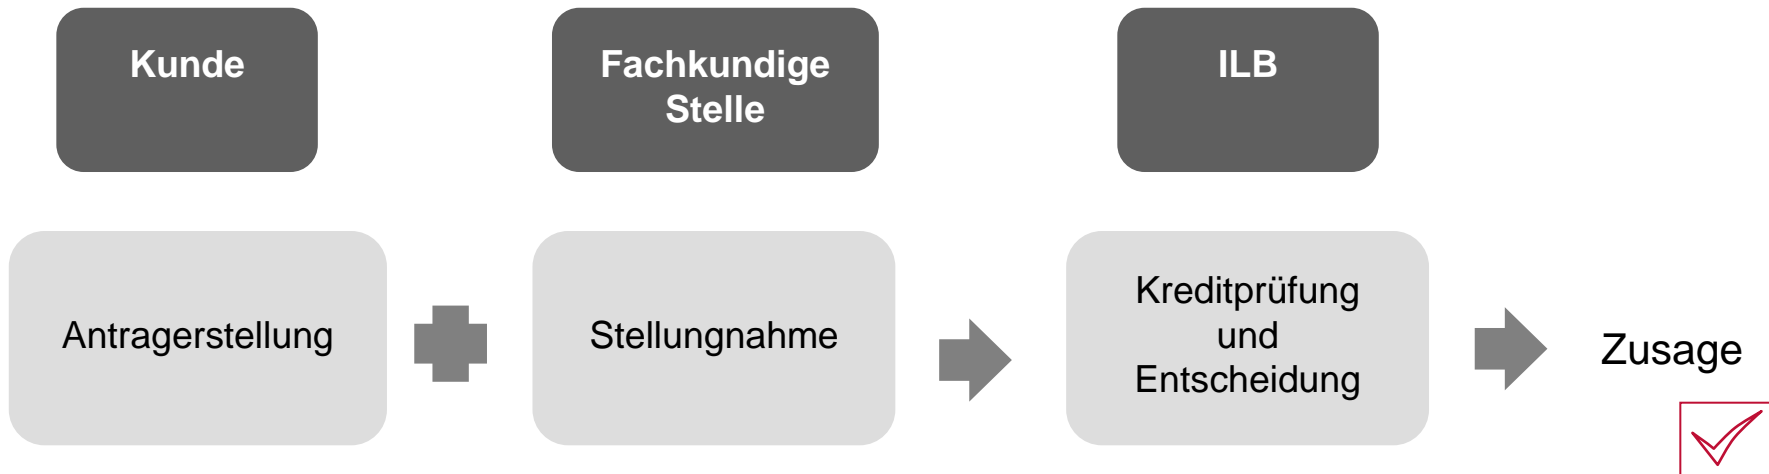 Kunde
Fachkundige
Stelle
ILB
Antragerstellung
Stellungnahme
Kreditprüfung
und
Entscheidung
Zusage